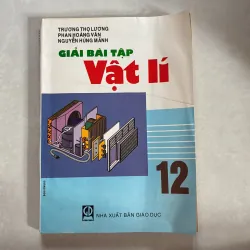 TRƯƠNG THỌ LƯƠNG
PHAN HOÀNG VĂN
NGUYỄN HÙNG MÃNH
GIẢI BÀI TẬP
Vật lí
12
NHÀ XUẤT BẢN GIÁO DỤC